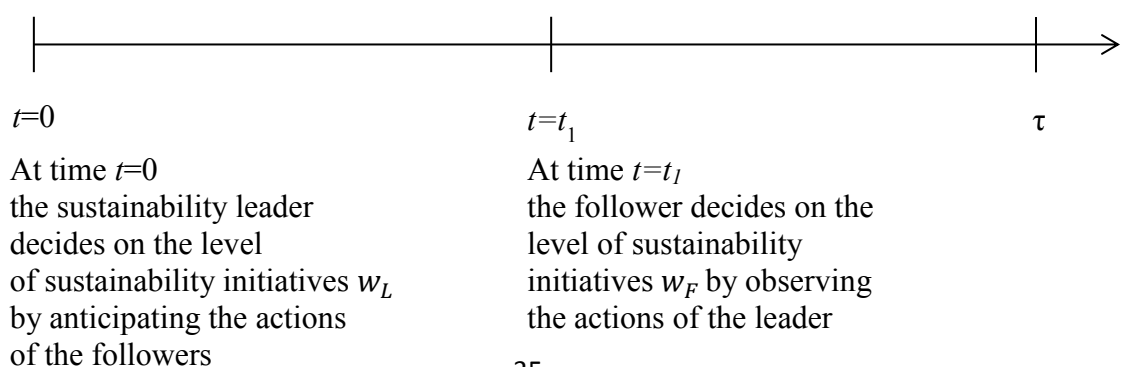 t=0
t=t₁
τ
At time t=0
the sustainability leader
decides on the level
of sustainability initiatives w_L
by anticipating the actions
of the followers
At time t=t₁
the follower decides on the
level of sustainability
initiatives w_F by observing
the actions of the leader